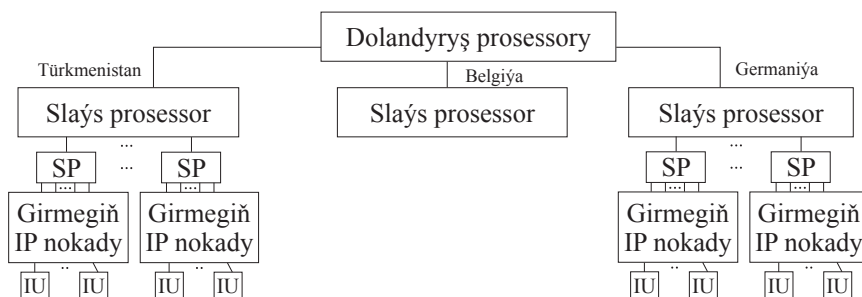 Dolandyryş prosessory
Türkmenistan
Belgiýa
Germaniýa
Slaýs prosessor
Slaýs prosessor
Slaýs prosessor
...
...
SP
...
SP
SP
...
SP
...
...
...
...
Girmegiň
IP nokady
Girmegiň
IP nokady
Girmegiň
IP nokady
Girmegiň
IP nokady
..
..
..
..
IU
IU
IU
IU
IU
IU
IU
IU